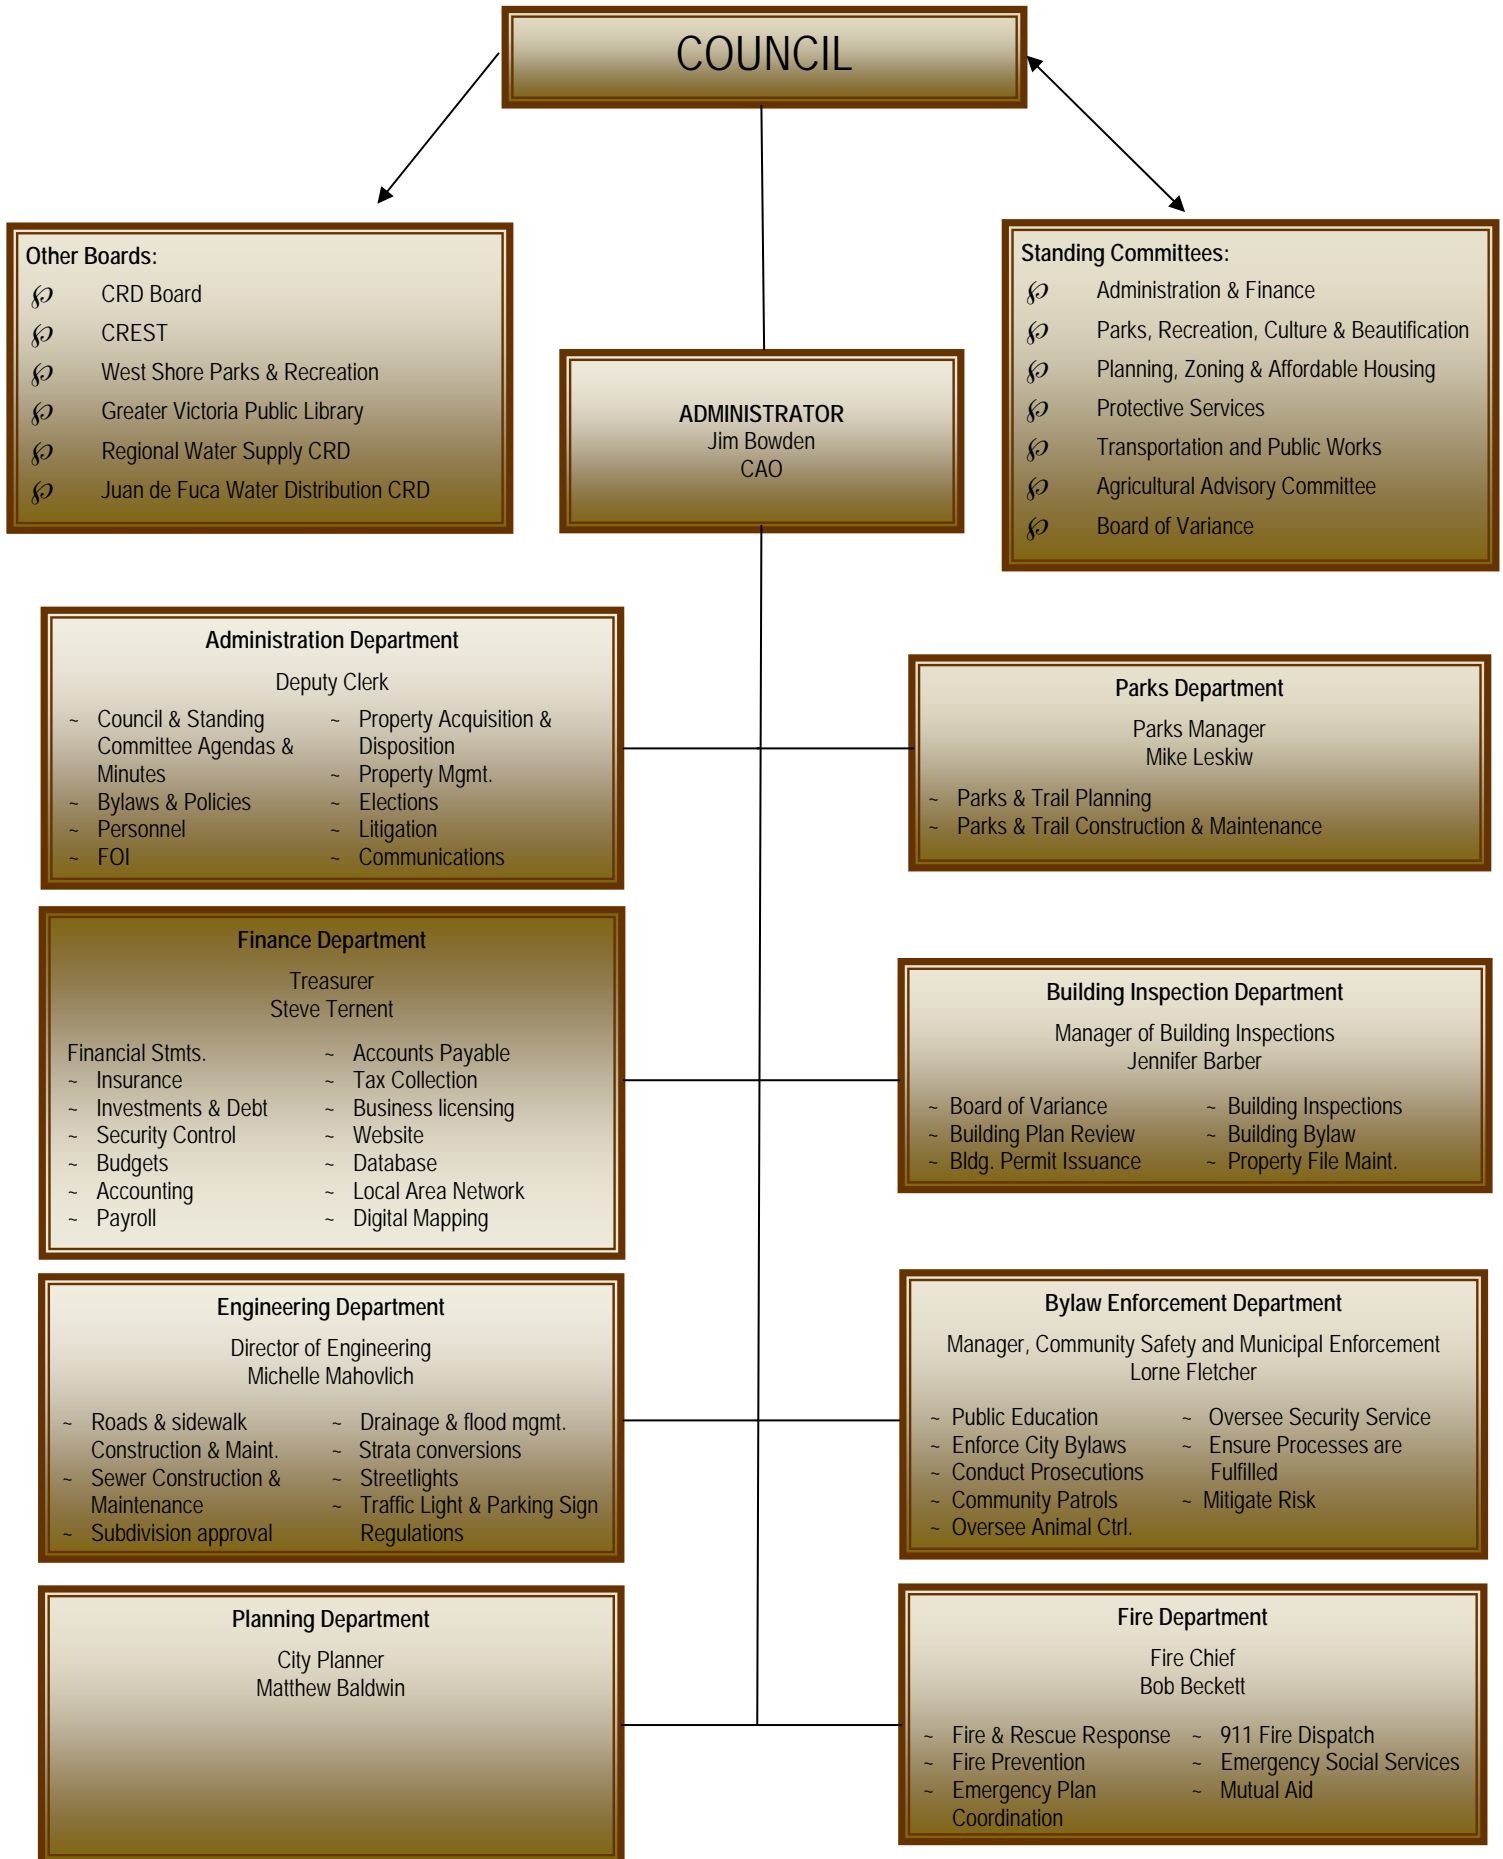 COUNCIL
Other Boards:
CRD Board
CREST
West Shore Parks & Recreation
Greater Victoria Public Library
Regional Water Supply CRD
Juan de Fuca Water Distribution CRD
ADMINISTRATOR
Jim Bowden
CAO
Standing Committees:
Administration & Finance
Parks, Recreation, Culture & Beautification
Planning, Zoning & Affordable Housing
Protective Services
Transportation and Public Works
Agricultural Advisory Committee
Board of Variance
Administration Department
Deputy Clerk
~ Council & Standing
Committee Agendas &
Minutes
~ Bylaws & Policies
~ Personnel
~ FOI
~ Property Acquisition &
Disposition
~ Property Mgmt.
~ Elections
~ Litigation
~ Communications
Parks Department
Parks Manager
Mike Leskiw
~ Parks & Trail Planning
~ Parks & Trail Construction & Maintenance
Finance Department
Treasurer
Steve Ternent
Financial Stmts.
~ Insurance
~ Investments & Debt
~ Security Control
~ Budgets
~ Accounting
~ Payroll
~ Accounts Payable
~ Tax Collection
~ Business licensing
~ Website
~ Database
~ Local Area Network
~ Digital Mapping
Building Inspection Department
Manager of Building Inspections
Jennifer Barber
~ Board of Variance
~ Building Plan Review
~ Bldg. Permit Issuance
~ Building Inspections
~ Building Bylaw
~ Property File Maint.
Engineering Department
Director of Engineering
Michelle Mahovlich
~ Roads & sidewalk
Construction & Maint.
~ Sewer Construction &
Maintenance
~ Subdivision approval
~ Drainage & flood mgmt.
~ Strata conversions
~ Streetlights
~ Traffic Light & Parking Sign
Regulations
Bylaw Enforcement Department
Manager, Community Safety and Municipal Enforcement
Lorne Fletcher
~ Public Education
~ Enforce City Bylaws
~ Conduct Prosecutions
~ Community Patrols
~ Oversee Animal Ctrl.
~ Oversee Security Service
~ Ensure Processes are
Fulfilled
~ Mitigate Risk
Planning Department
City Planner
Matthew Baldwin
Fire Department
Fire Chief
Bob Beckett
~ Fire & Rescue Response
~ Fire Prevention
~ Emergency Plan
Coordination
~ 911 Fire Dispatch
~ Emergency Social Services
~ Mutual Aid